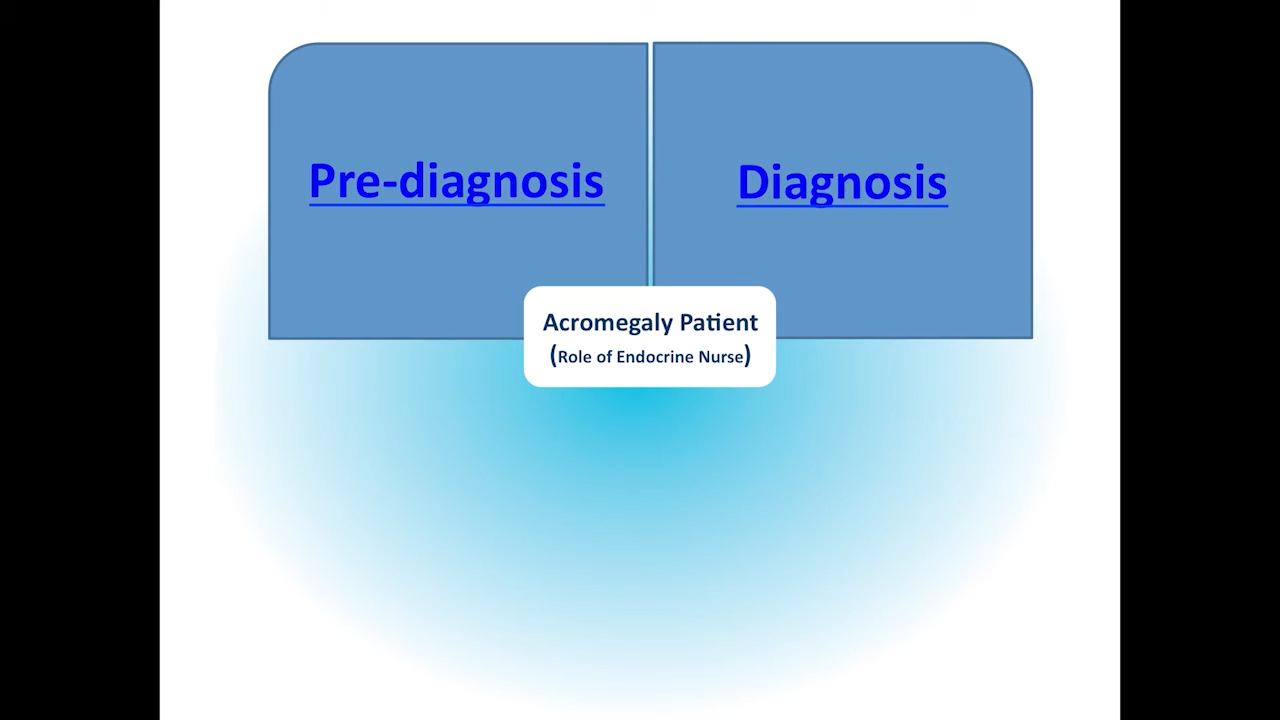 Pre-diagnosis
Diagnosis
Acromegaly Patient
(Role of Endocrine Nurse)